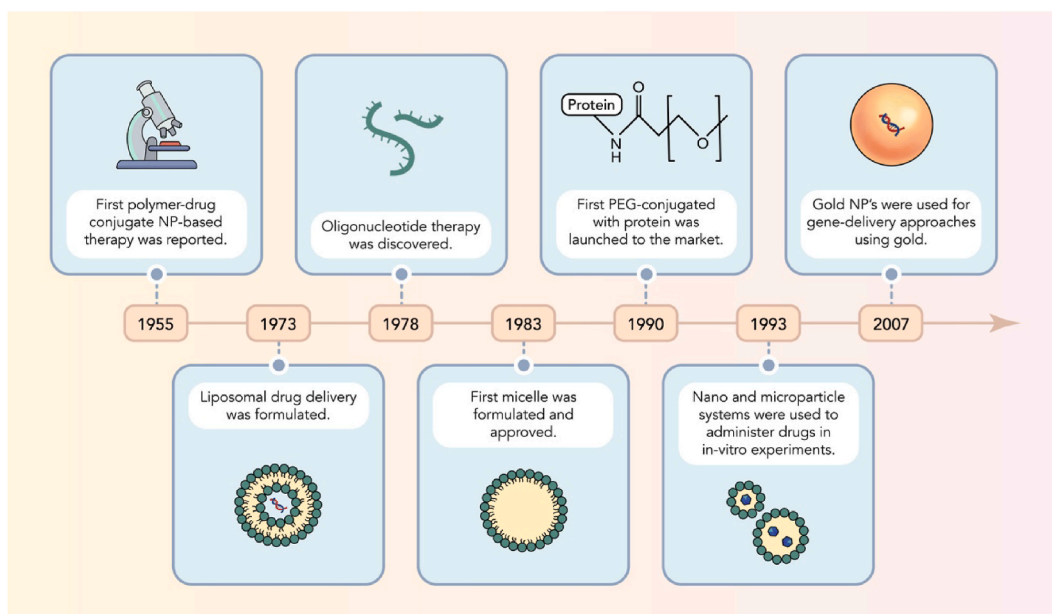 First polymer-drug
conjugate NP-based
therapy was reported.
Oligonucleotide therapy
was discovered.
Protein
N
H
O
O
First PEG-conjugated
with protein was
launched to the market.
Gold NP's were used for
gene-delivery approaches
using gold.
1955
1973
1978
1983
1990
1993
2007
Liposomal drug delivery
was formulated.
First micelle was
formulated and
approved.
Nano and microparticle
systems were used to
administer drugs in
in-vitro experiments.